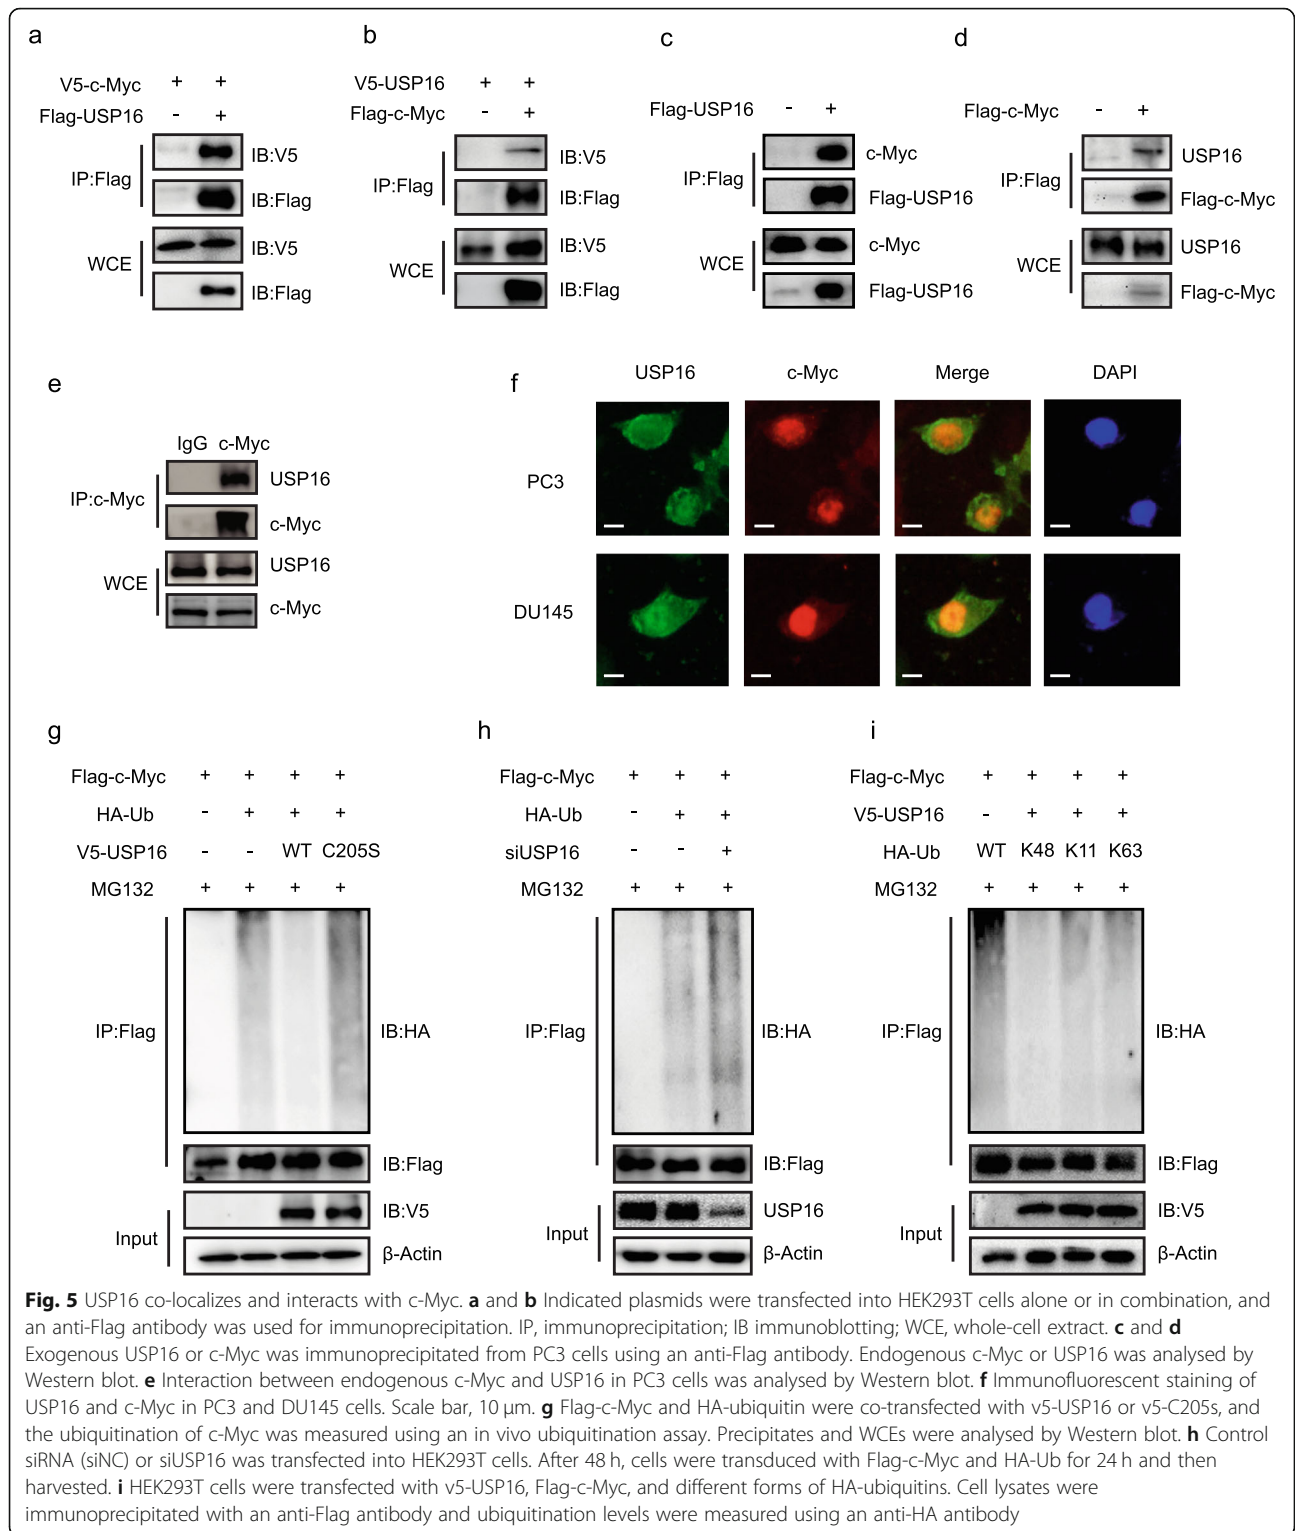 a
V5-c-Myc + +
Flag-USP16 - +
IP:Flag
IB:V5
IB:Flag
WCE
IB:V5
IB:Flag
b
V5-USP16 + +
Flag-c-Myc - +
IP:Flag
IB:V5
IB:Flag
WCE
IB:V5
IB:Flag
c
Flag-USP16 - +
IP:Flag
c-Myc
Flag-USP16
WCE
c-Myc
Flag-USP16
d
Flag-c-Myc - +
IP:Flag
USP16
Flag-c-Myc
WCE
USP16
Flag-c-Myc
e
IgG c-Myc
IP:c-Myc
USP16
c-Myc
WCE
USP16
c-Myc
f
USP16 c-Myc Merge DAPI
PC3
DU145
g
Flag-c-Myc + + + +
HA-Ub - + + +
V5-USP16 - - WT C205S
MG132 + + + +
IP:Flag
IB:HA
IB:Flag
Input
IB:V5
β-Actin
h
Flag-c-Myc + + +
HA-Ub - + +
siUSP16 - - +
MG132 + + +
IP:Flag
IB:HA
IB:Flag
Input
USP16
β-Actin
i
Flag-c-Myc + + + +
V5-USP16 - + + +
HA-Ub WT K48 K11 K63
MG132 + + + +
IP:Flag
IB:HA
IB:Flag
Input
IB:V5
β-Actin
Fig. 5 USP16 co-localizes and interacts with c-Myc. a and b Indicated plasmids were transfected into HEK293T cells alone or in combination, and
an anti-Flag antibody was used for immunoprecipitation. IP, immunoprecipitation; IB immunoblotting; WCE, whole-cell extract. c and d
Exogenous USP16 or c-Myc was immunoprecipitated from PC3 cells using an anti-Flag antibody. Endogenous c-Myc or USP16 was analysed by
Western blot. e Interaction between endogenous c-Myc and USP16 in PC3 cells was analysed by Western blot. f Immunofluorescent staining of
USP16 and c-Myc in PC3 and DU145 cells. Scale bar, 10 μm. g Flag-c-Myc and HA-ubiquitin were co-transfected with v5-USP16 or v5-C205s, and
the ubiquitination of c-Myc was measured using an in vivo ubiquitination assay. Precipitates and WCEs were analysed by Western blot. h Control
siRNA (siNC) or siUSP16 was transfected into HEK293T cells. After 48 h, cells were transduced with Flag-c-Myc and HA-Ub for 24 h and then
harvested. i HEK293T cells were transfected with v5-USP16, Flag-c-Myc, and different forms of HA-ubiquitins. Cell lysates were
immunoprecipitated with an anti-Flag antibody and ubiquitination levels were measured using an anti-HA antibody